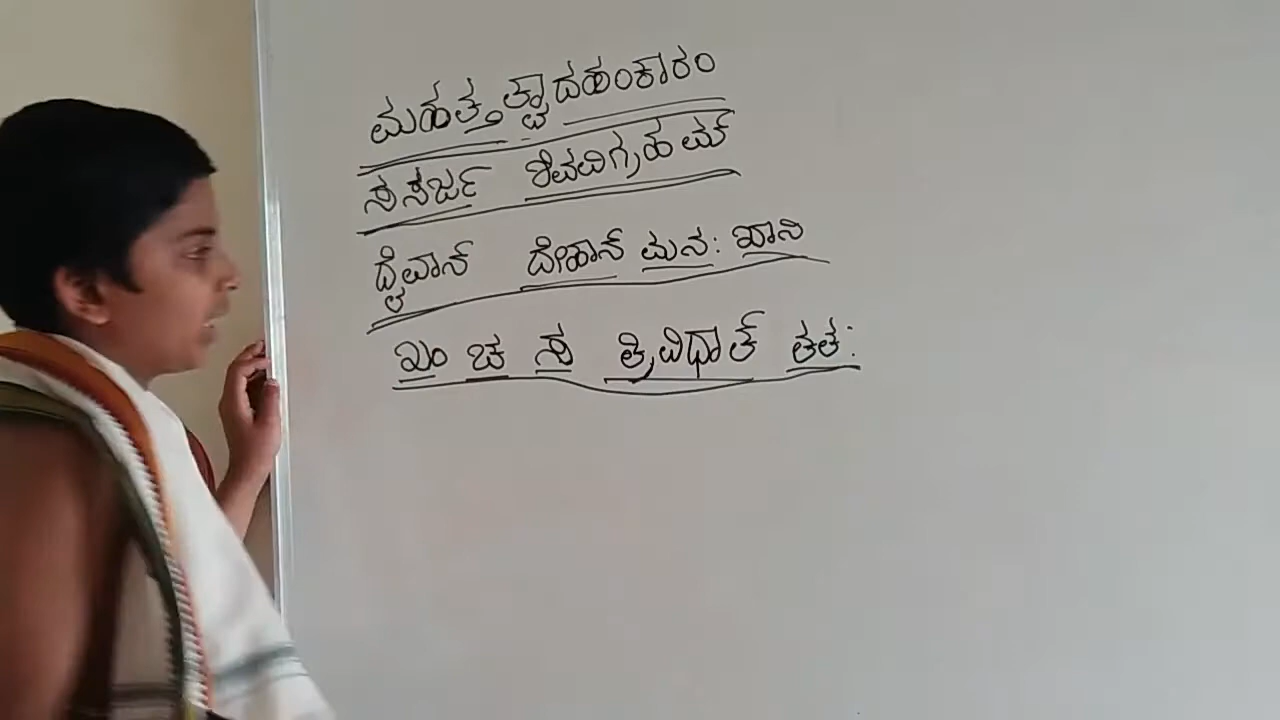 ಮಹತ್ತತ್ವಾದಹಂಕಾರಂ
ಸಸರ್ಜ ಶಿವವಿಗ್ರಹಮ್
ದೈವಾನ್ ದೇಹಾನ್ ಮನಃ ಖಾನಿ
ಖಂ ಚ ಸ ತ್ರಿವಿಧಾತ್ ತತಃ